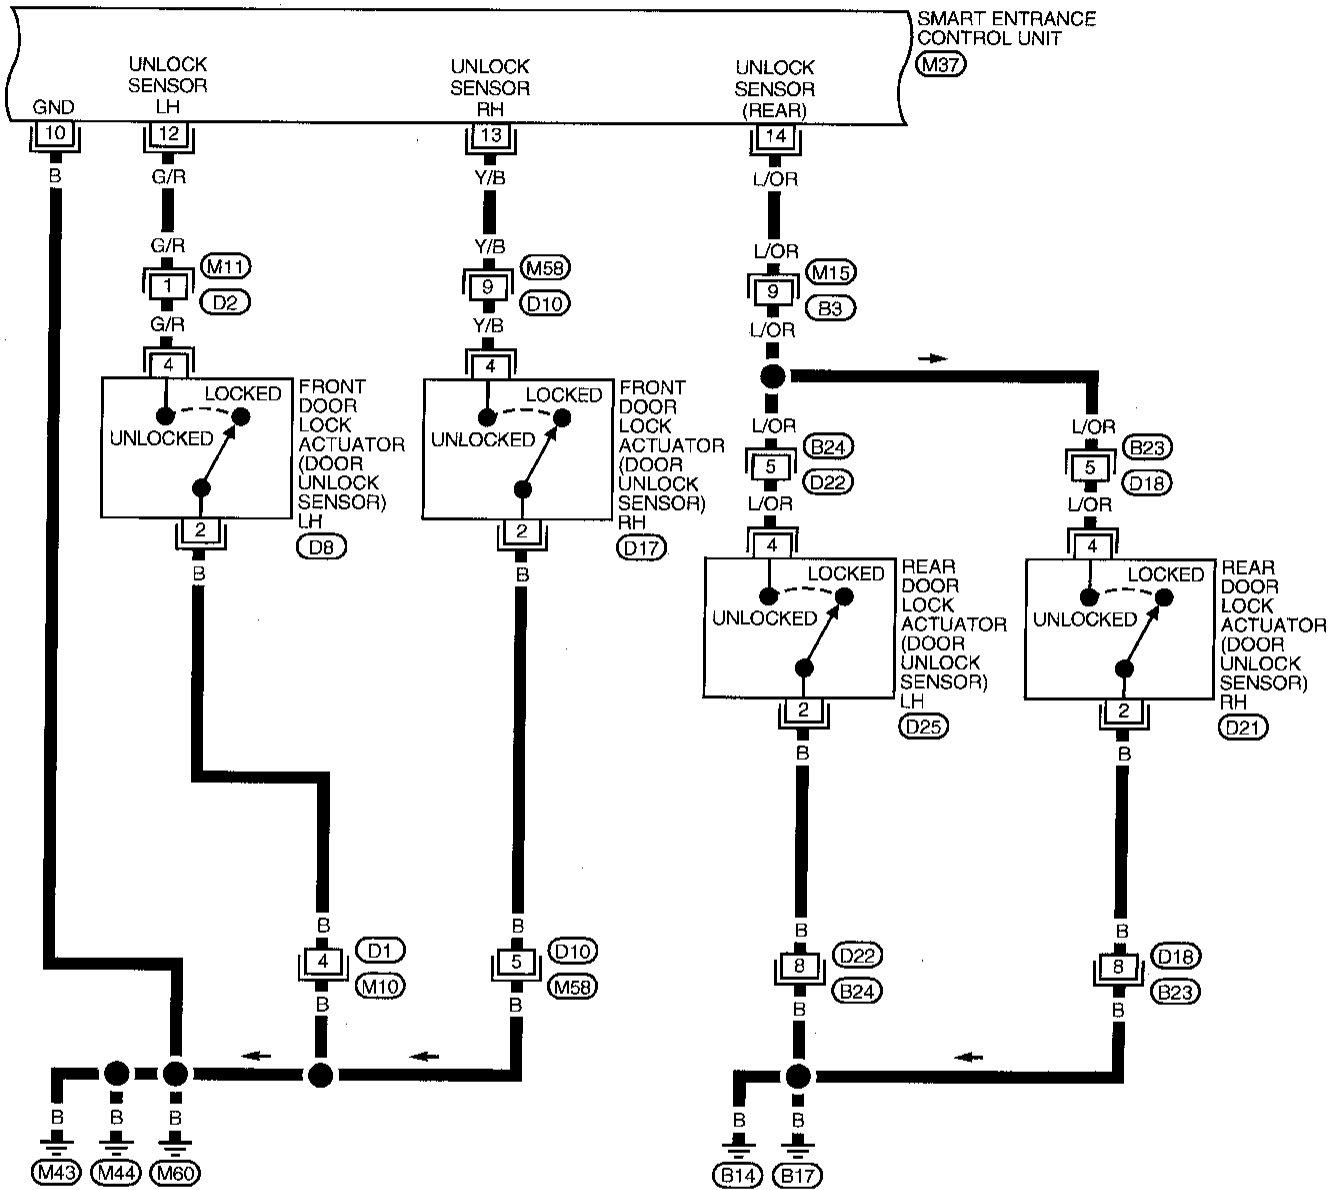 SMART ENTRANCE
CONTROL UNIT
M37
UNLOCK
SENSOR
LH
UNLOCK
SENSOR
RH
UNLOCK
SENSOR
(REAR)
GND
10
12
13
14
B
G/R
Y/B
L/OR
G/R
Y/B
L/OR
1
M11
D2
9
M58
D10
9
M15
B3
G/R
Y/B
L/OR
4
4
LOCKED
UNLOCKED
FRONT
DOOR
LOCK
ACTUATOR
(DOOR
UNLOCK
SENSOR)
LH
D8
LOCKED
UNLOCKED
FRONT
DOOR
LOCK
ACTUATOR
(DOOR
UNLOCK
SENSOR)
RH
D17
L/OR
L/OR
5
B24
D22
5
B23
D18
L/OR
L/OR
2
2
4
4
B
B
LOCKED
UNLOCKED
REAR
DOOR
LOCK
ACTUATOR
(DOOR
UNLOCK
SENSOR)
LH
D25
LOCKED
UNLOCKED
REAR
DOOR
LOCK
ACTUATOR
(DOOR
UNLOCK
SENSOR)
RH
D21
2
2
B
B
B
B
B
B
4
D1
M10
5
D10
M58
8
D22
B24
8
D18
B23
B
B
B
B
B
B
B
B
B
M43
M44
M60
B14
B17